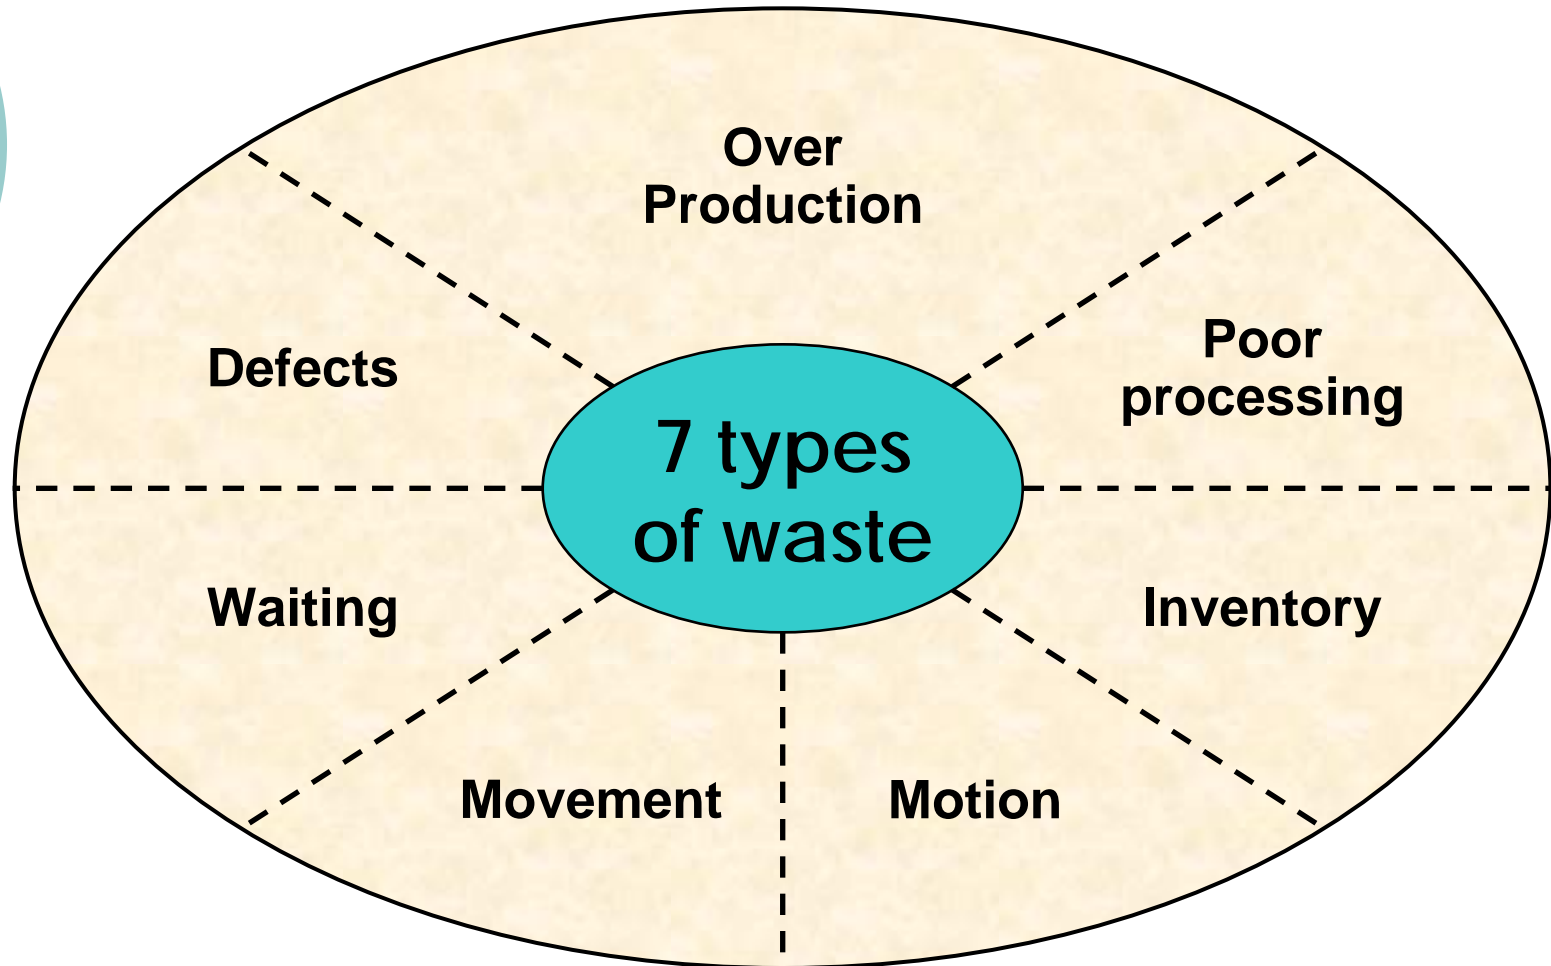 Over
Production
Poor
processing
Defects
7 types
of waste
Waiting
Inventory
Movement
Motion